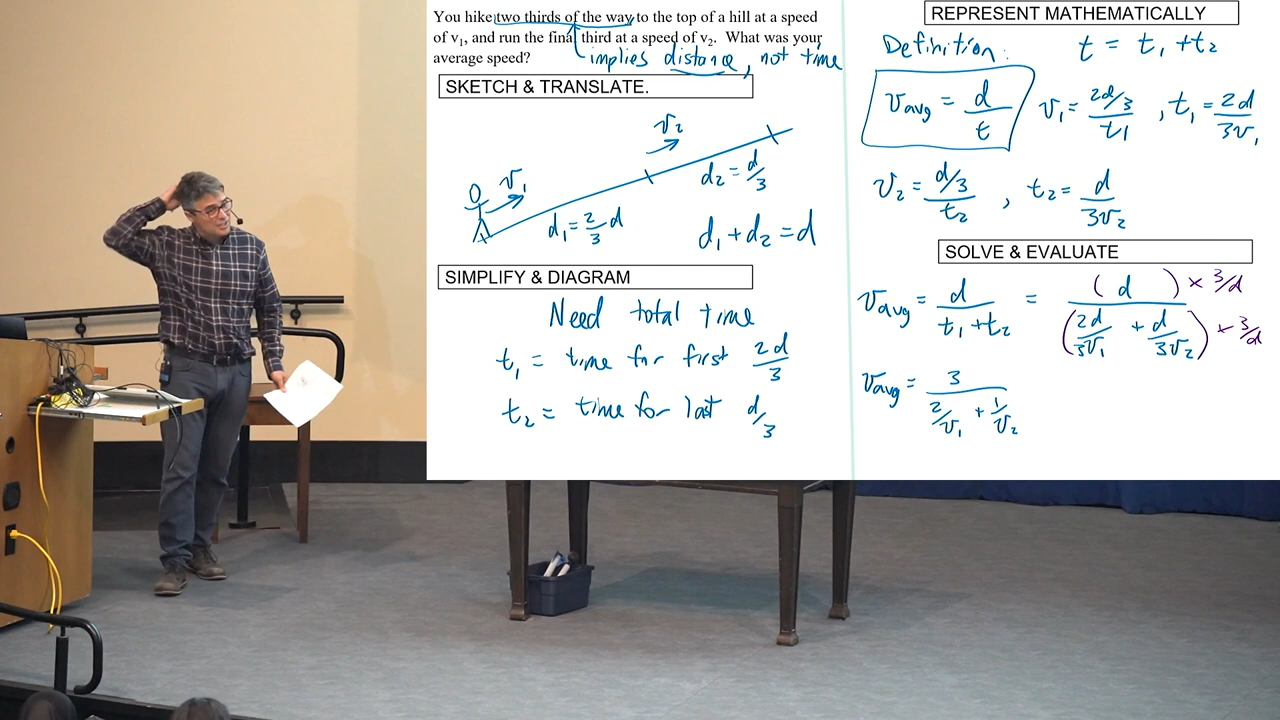 You hike two thirds of the way to the top of a hill at a speed
of v₁, and run the final third at a speed of v₂. What was your
average speed?
implies distance, not time
SKETCH & TRANSLATE.
v₂
v₁
d₂ = d/3
d₁ = 2/3 d
d₁ + d₂ = d
SIMPLIFY & DIAGRAM
Need total time
t₁ = time for first 2d/3
t₂ = time for last d/3
REPRESENT MATHEMATICALLY
Definition: t = t₁ + t₂
v avg = d/t
v₁ = 2d/3 / t₁ , t₁ = 2d/3v₁
v₂ = d/3 / t₂ , t₂ = d/3v₂
SOLVE & EVALUATE
v avg = d / t₁ + t₂ = ( d ) × 3/d / ( 2d/3v₁ + d/3v₂ ) × 3/d
v avg = 3 / 2/v₁ + 1/v₂